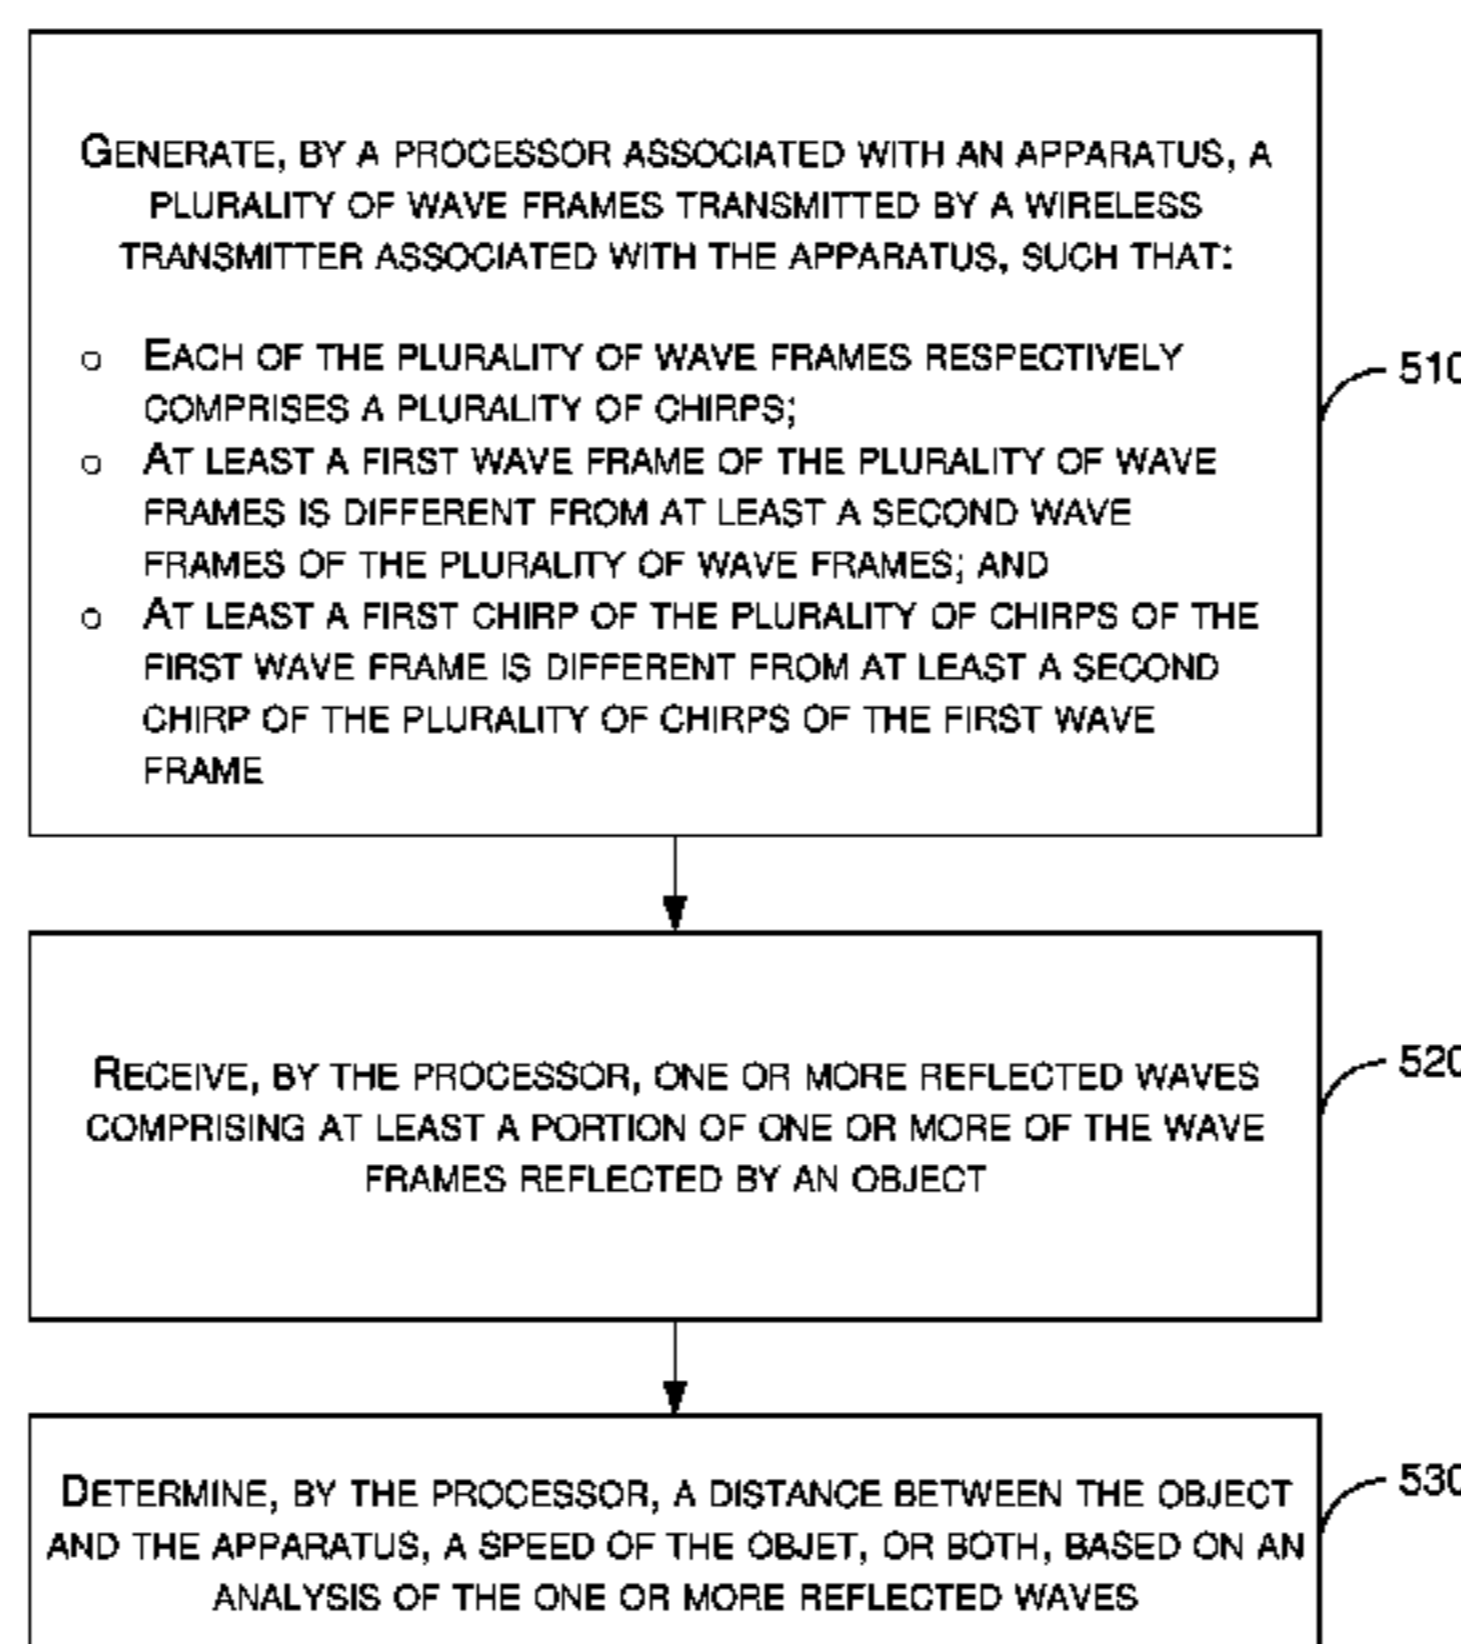 GENERATE, BY A PROCESSOR ASSOCIATED WITH AN APPARATUS, A
PLURALITY OF WAVE FRAMES TRANSMITTED BY A WIRELESS
TRANSMITTER ASSOCIATED WITH THE APPARATUS, SUCH THAT:
○ EACH OF THE PLURALITY OF WAVE FRAMES RESPECTIVELY
COMPRISES A PLURALITY OF CHIRPS;
○ AT LEAST A FIRST WAVE FRAME OF THE PLURALITY OF WAVE
FRAMES IS DIFFERENT FROM AT LEAST A SECOND WAVE
FRAMES OF THE PLURALITY OF WAVE FRAMES; AND
○ AT LEAST A FIRST CHIRP OF THE PLURALITY OF CHIRPS OF THE
FIRST WAVE FRAME IS DIFFERENT FROM AT LEAST A SECOND
CHIRP OF THE PLURALITY OF CHIRPS OF THE FIRST WAVE
FRAME
510
RECEIVE, BY THE PROCESSOR, ONE OR MORE REFLECTED WAVES
COMPRISING AT LEAST A PORTION OF ONE OR MORE OF THE WAVE
FRAMES REFLECTED BY AN OBJECT
520
DETERMINE, BY THE PROCESSOR, A DISTANCE BETWEEN THE OBJECT
AND THE APPARATUS, A SPEED OF THE OBJET, OR BOTH, BASED ON AN
ANALYSIS OF THE ONE OR MORE REFLECTED WAVES
530